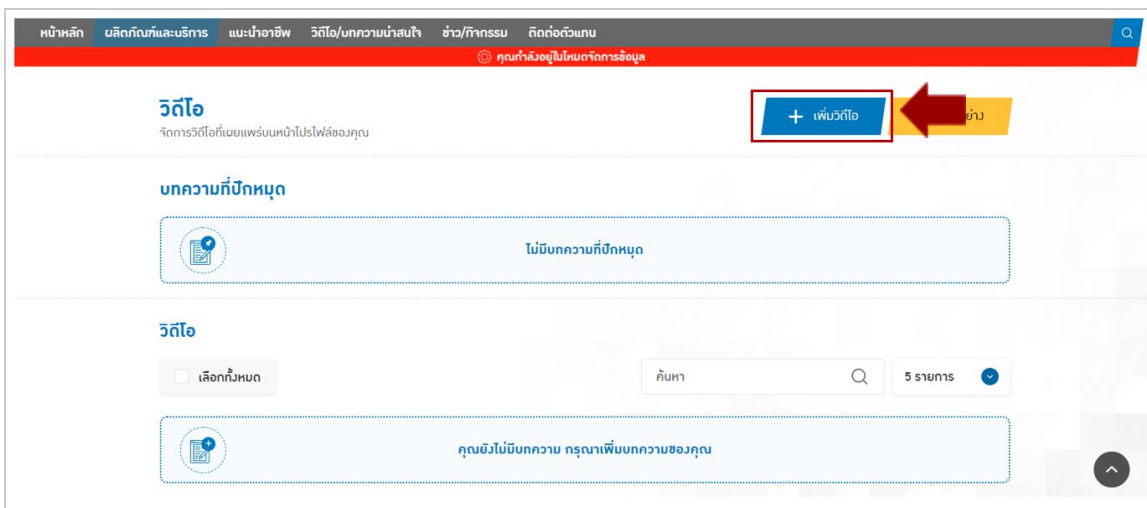 หน้าหลัก ผลิตภัณฑ์และบริการ แนะนำอาชีพ วิดีโอ/บทความน่าสนใจ ข่าว/กิจกรรม ติดต่อตัวแทน
คุณกำลังอยู่ในโหมดจัดการข้อมูล
วิดีโอ
จัดการวิดีโอที่เผยแพร่บนหน้าโปรไฟล์ของคุณ
+ เพิ่มวิดีโอ
บทความที่ปักหมุด
ไม่มีบทความที่ปักหมุด
วิดีโอ
เลือกทั้งหมด ค้นหา 5 รายการ
คุณยังไม่มีบทความ กรุณาเพิ่มบทความของคุณ